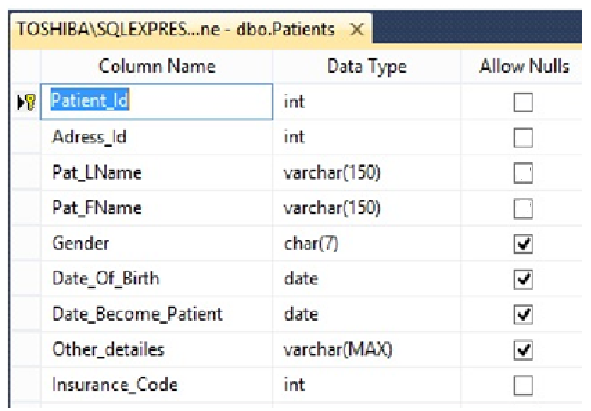 TOSHIBA\SQLEXPRES...ne - dbo.Patients ×
Column Name Data Type Allow Nulls
Patient_Id int
Adress_Id int
Pat_LName varchar(150)
Pat_FName varchar(150)
Gender char(7)
Date_Of_Birth date
Date_Become_Patient date
Other_detailes varchar(MAX)
Insurance_Code int